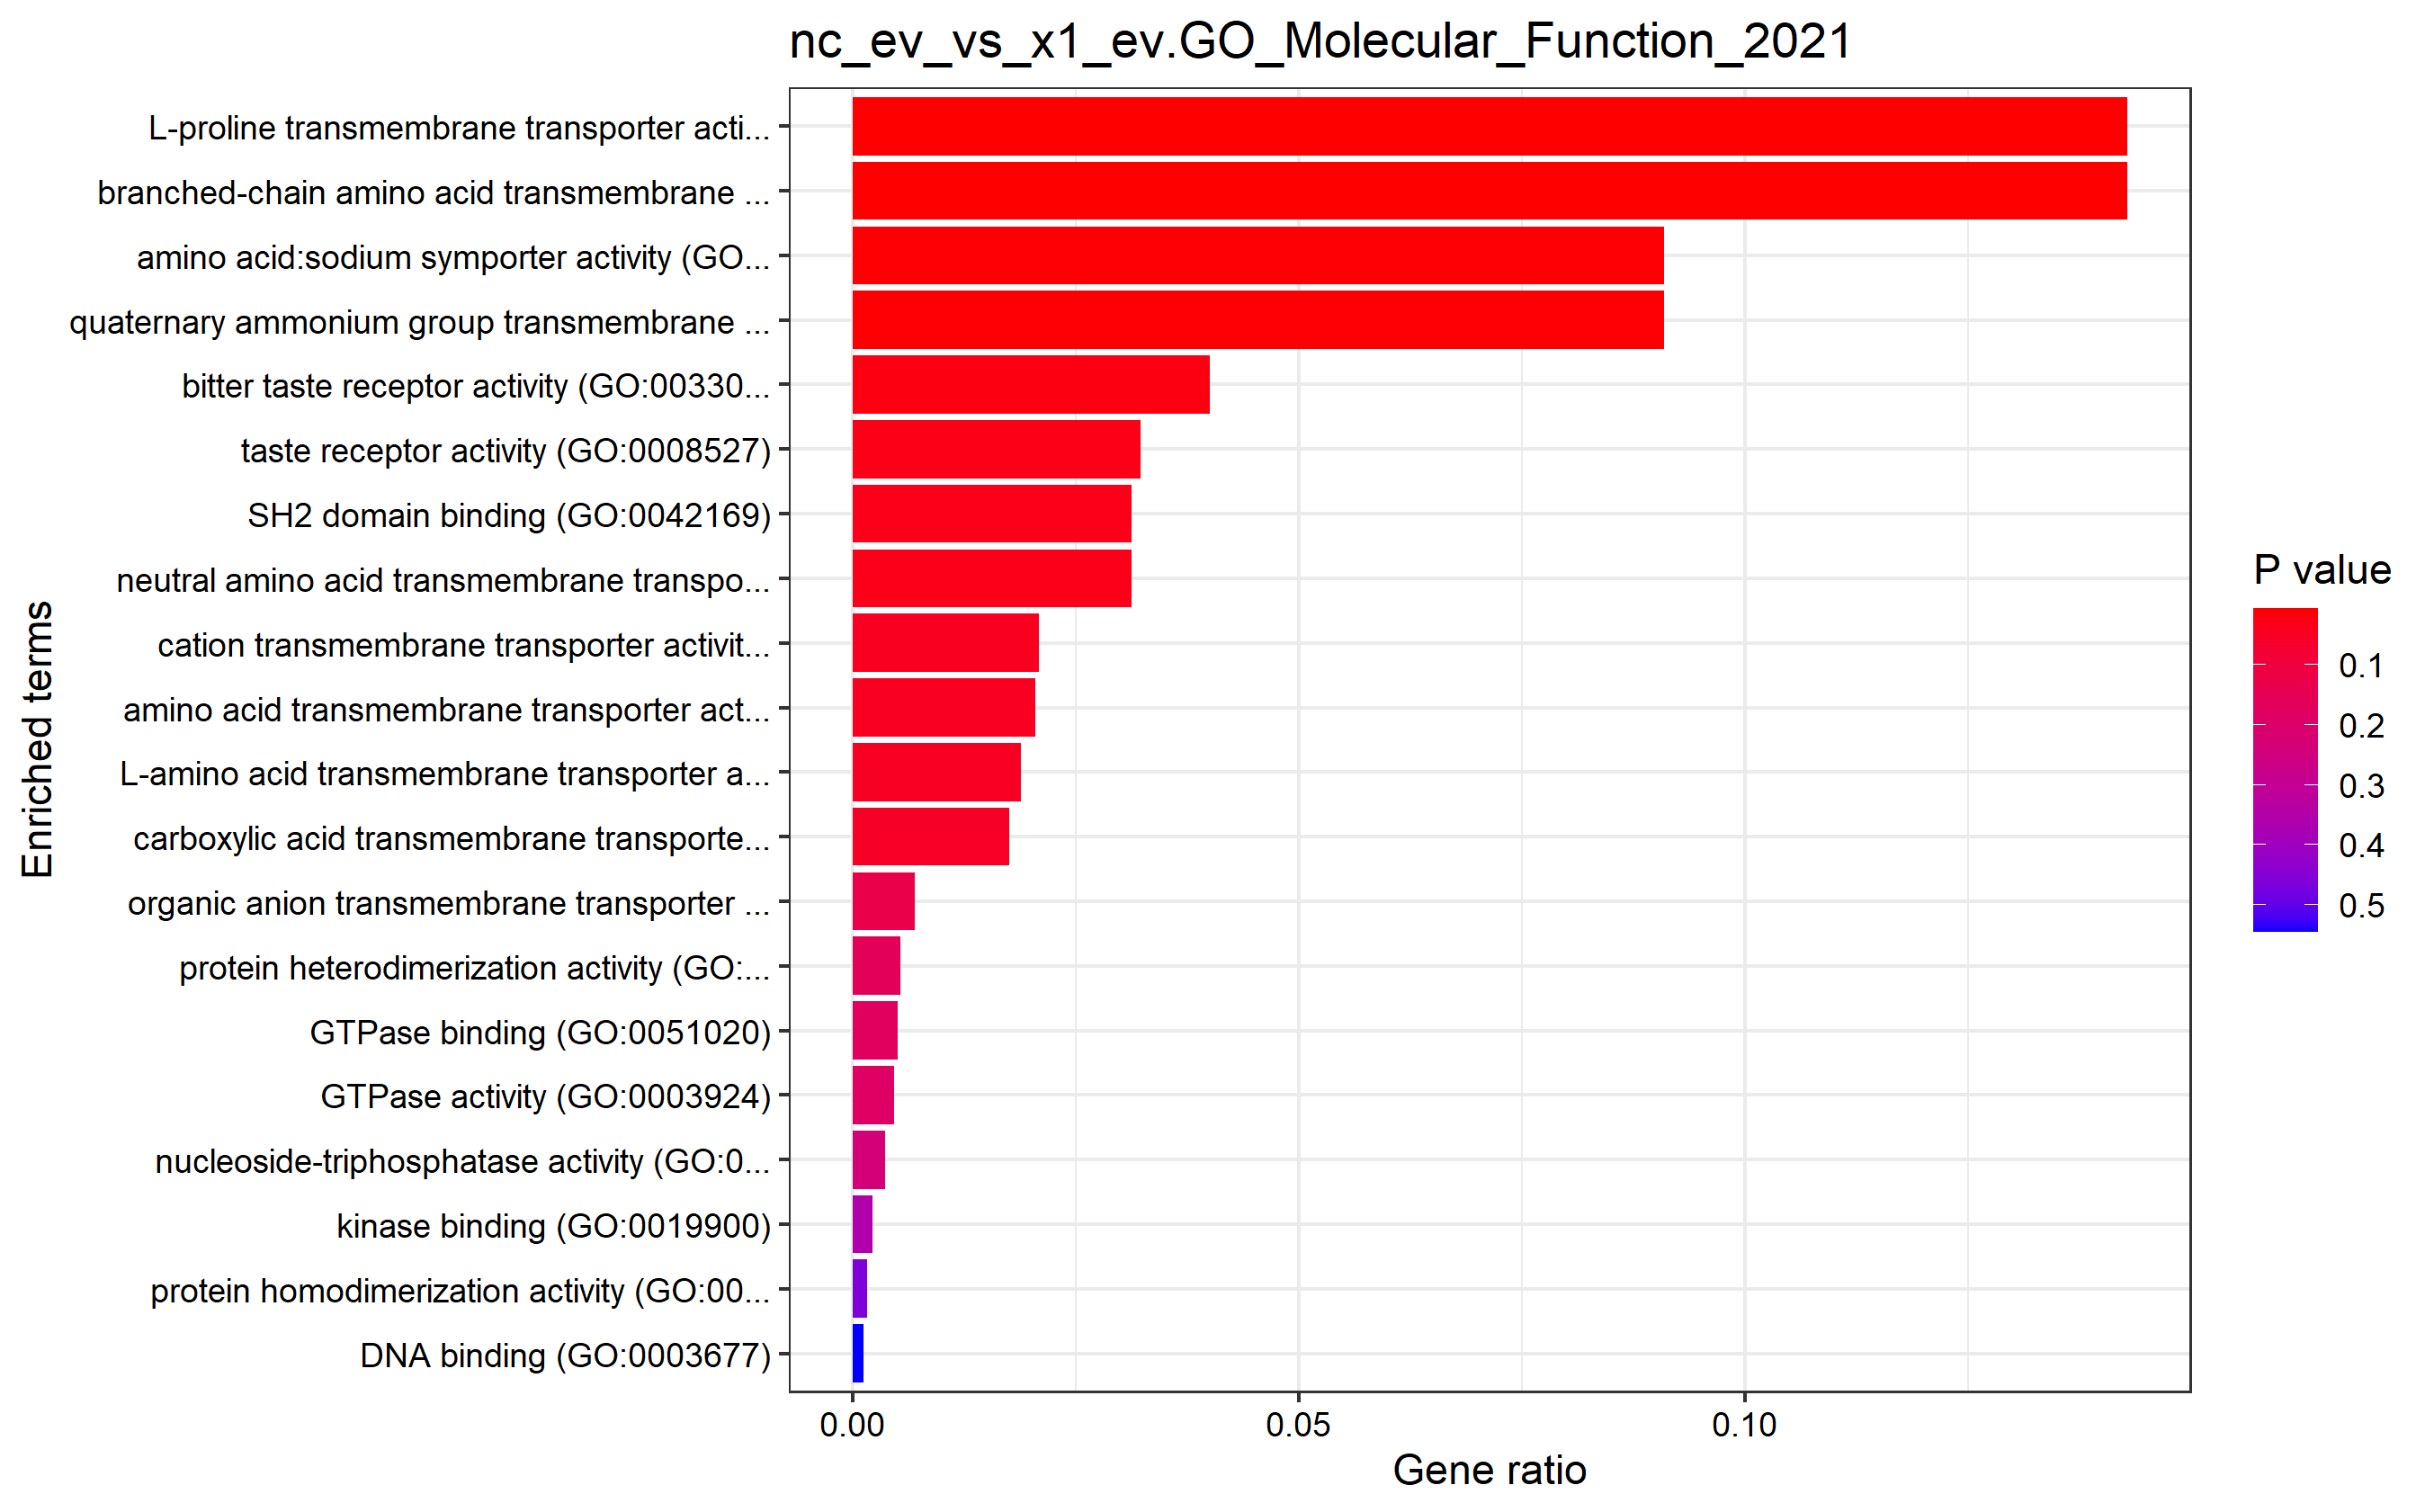 nc_ev_vs_x1_ev.GO_Molecular_Function_2021
L-proline transmembrane transporter acti...
branched-chain amino acid transmembrane ...
amino acid:sodium symporter activity (GO...
quaternary ammonium group transmembrane ...
bitter taste receptor activity (GO:00330...
taste receptor activity (GO:0008527)
SH2 domain binding (GO:0042169)
neutral amino acid transmembrane transpo...
cation transmembrane transporter activit...
amino acid transmembrane transporter act...
L-amino acid transmembrane transporter a...
carboxylic acid transmembrane transporte...
organic anion transmembrane transporter ...
protein heterodimerization activity (GO:...
GTPase binding (GO:0051020)
GTPase activity (GO:0003924)
nucleoside-triphosphatase activity (GO:0...
kinase binding (GO:0019900)
protein homodimerization activity (GO:00...
DNA binding (GO:0003677)
Enriched terms
0.00
0.05
0.10
Gene ratio
P value
0.1
0.2
0.3
0.4
0.5